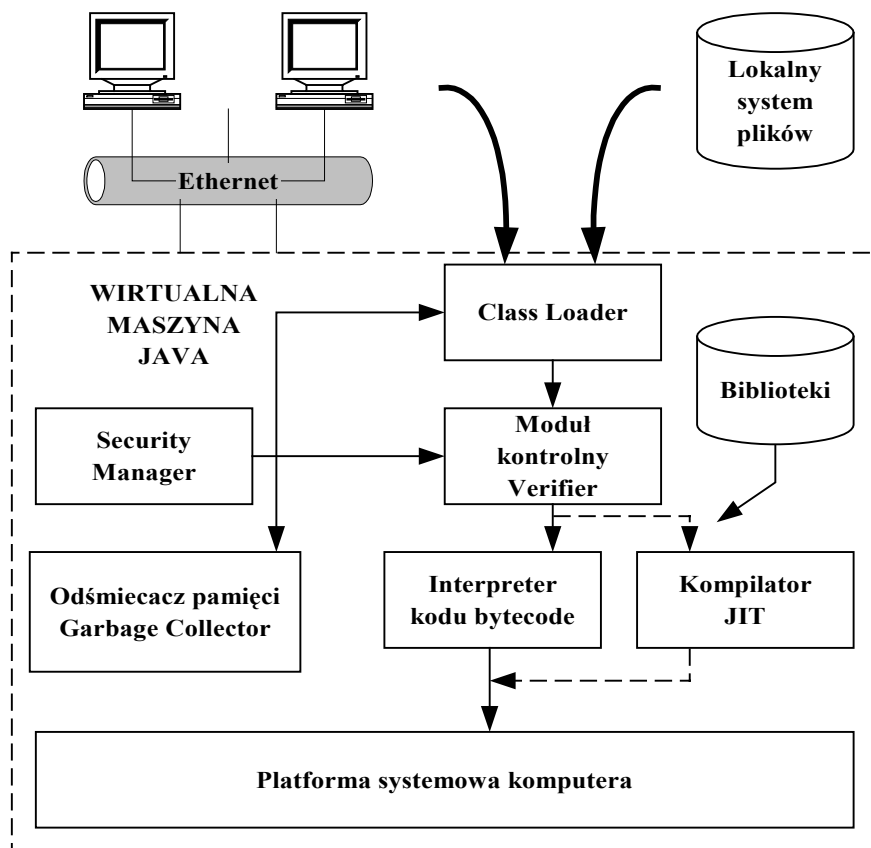 Lokalny
system
plików
Ethernet
WIRTUALNA
MASZYNA
JAVA
Class Loader
Biblioteki
Security
Manager
Moduł
kontrolny
Verifier
Odśmiecacz pamięci
Garbage Collector
Interpreter
kodu bytecode
Kompilator
JIT
Platforma systemowa komputera